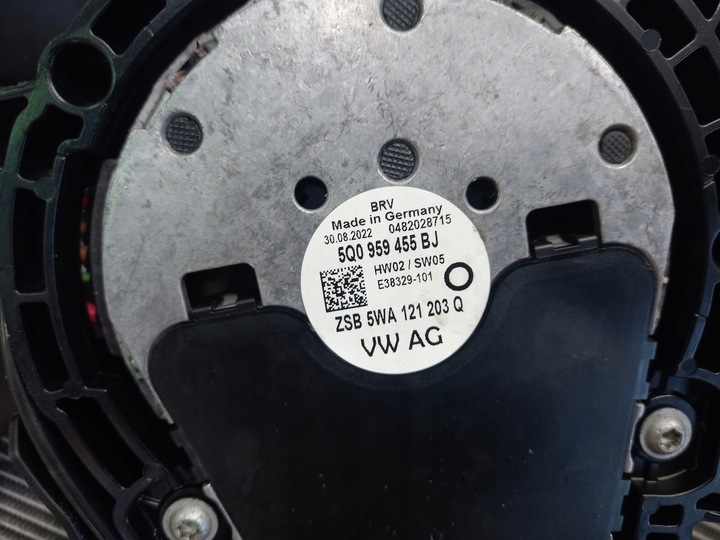 BRV
Made in Germany
30.08.2022 0482028715
5Q0 959 455 BJ
HW02 / SW05
E38329-101
ZSB 5WA 121 203 Q
VW AG